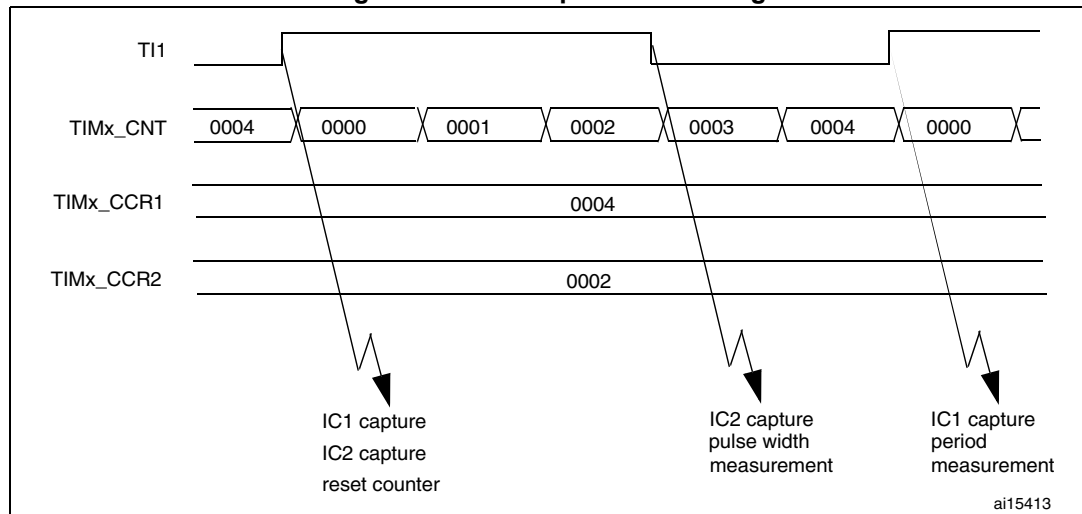 TI1
TIMx_CNT 0004 0000 0001 0002 0003 0004 0000
TIMx_CCR1 0004
TIMx_CCR2 0002
IC1 capture
IC2 capture
reset counter
IC2 capture
pulse width
measurement
IC1 capture
period
measurement
ai15413